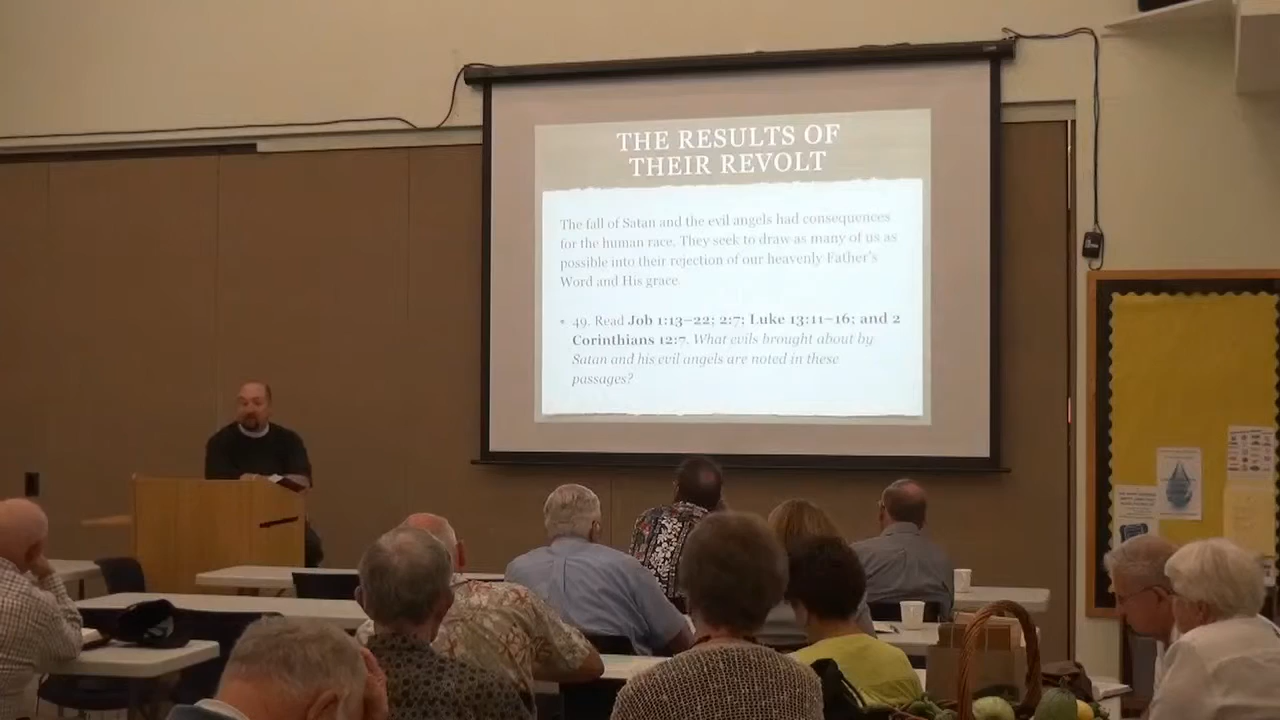 THE RESULTS OF
THEIR REVOLT
The fall of Satan and the evil angels had consequences
for the human race. They seek to draw as many of us as
possible into their rejection of our heavenly Father's
Word and His grace.
• 49. Read Job 1:13–22; 2:7; Luke 13:11–16; and 2
Corinthians 12:7. What evils brought about by
Satan and his evil angels are noted in these
passages?